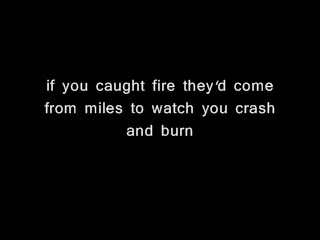 if you caught fire they'd come
from miles to watch you crash
and burn